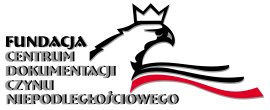 FUNDACJA
CENTRUM
DOKUMENTACJI
CZYNU
NIEPODLEGŁOŚCIOWEGO